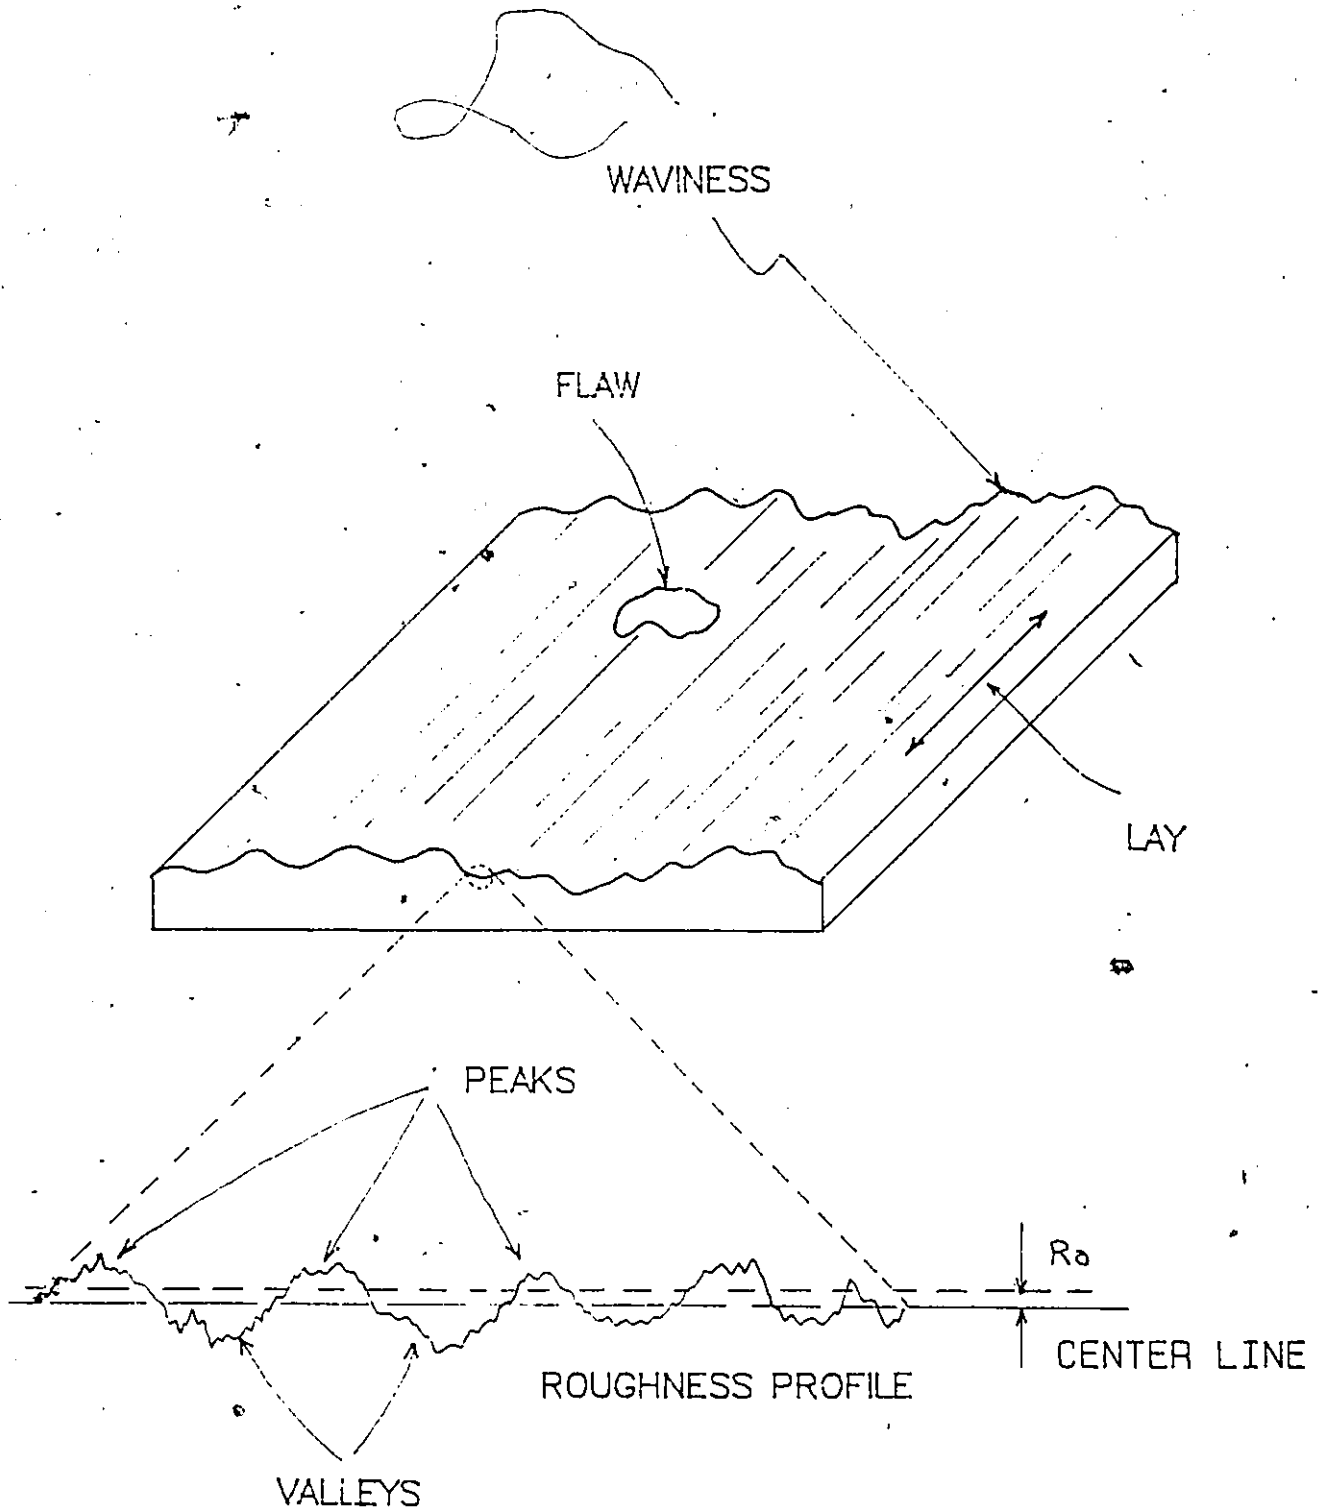 WAVINESS
FLAW
LAY
PEAKS
Ra
CENTER LINE
ROUGHNESS PROFILE
VALLEYS